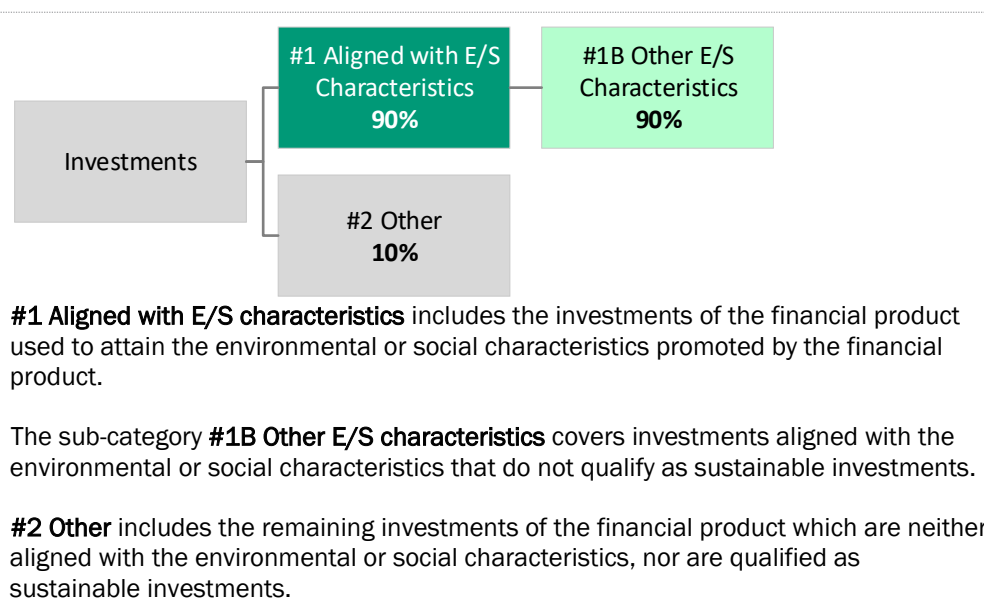 #1 Aligned with E/S
Characteristics
90%
#1B Other E/S
Characteristics
90%
Investments
#2 Other
10%
#1 Aligned with E/S characteristics includes the investments of the financial product
used to attain the environmental or social characteristics promoted by the financial
product.
The sub-category #1B Other E/S characteristics covers investments aligned with the
environmental or social characteristics that do not qualify as sustainable investments.
#2 Other includes the remaining investments of the financial product which are neither
aligned with the environmental or social characteristics, nor are qualified as
sustainable investments.